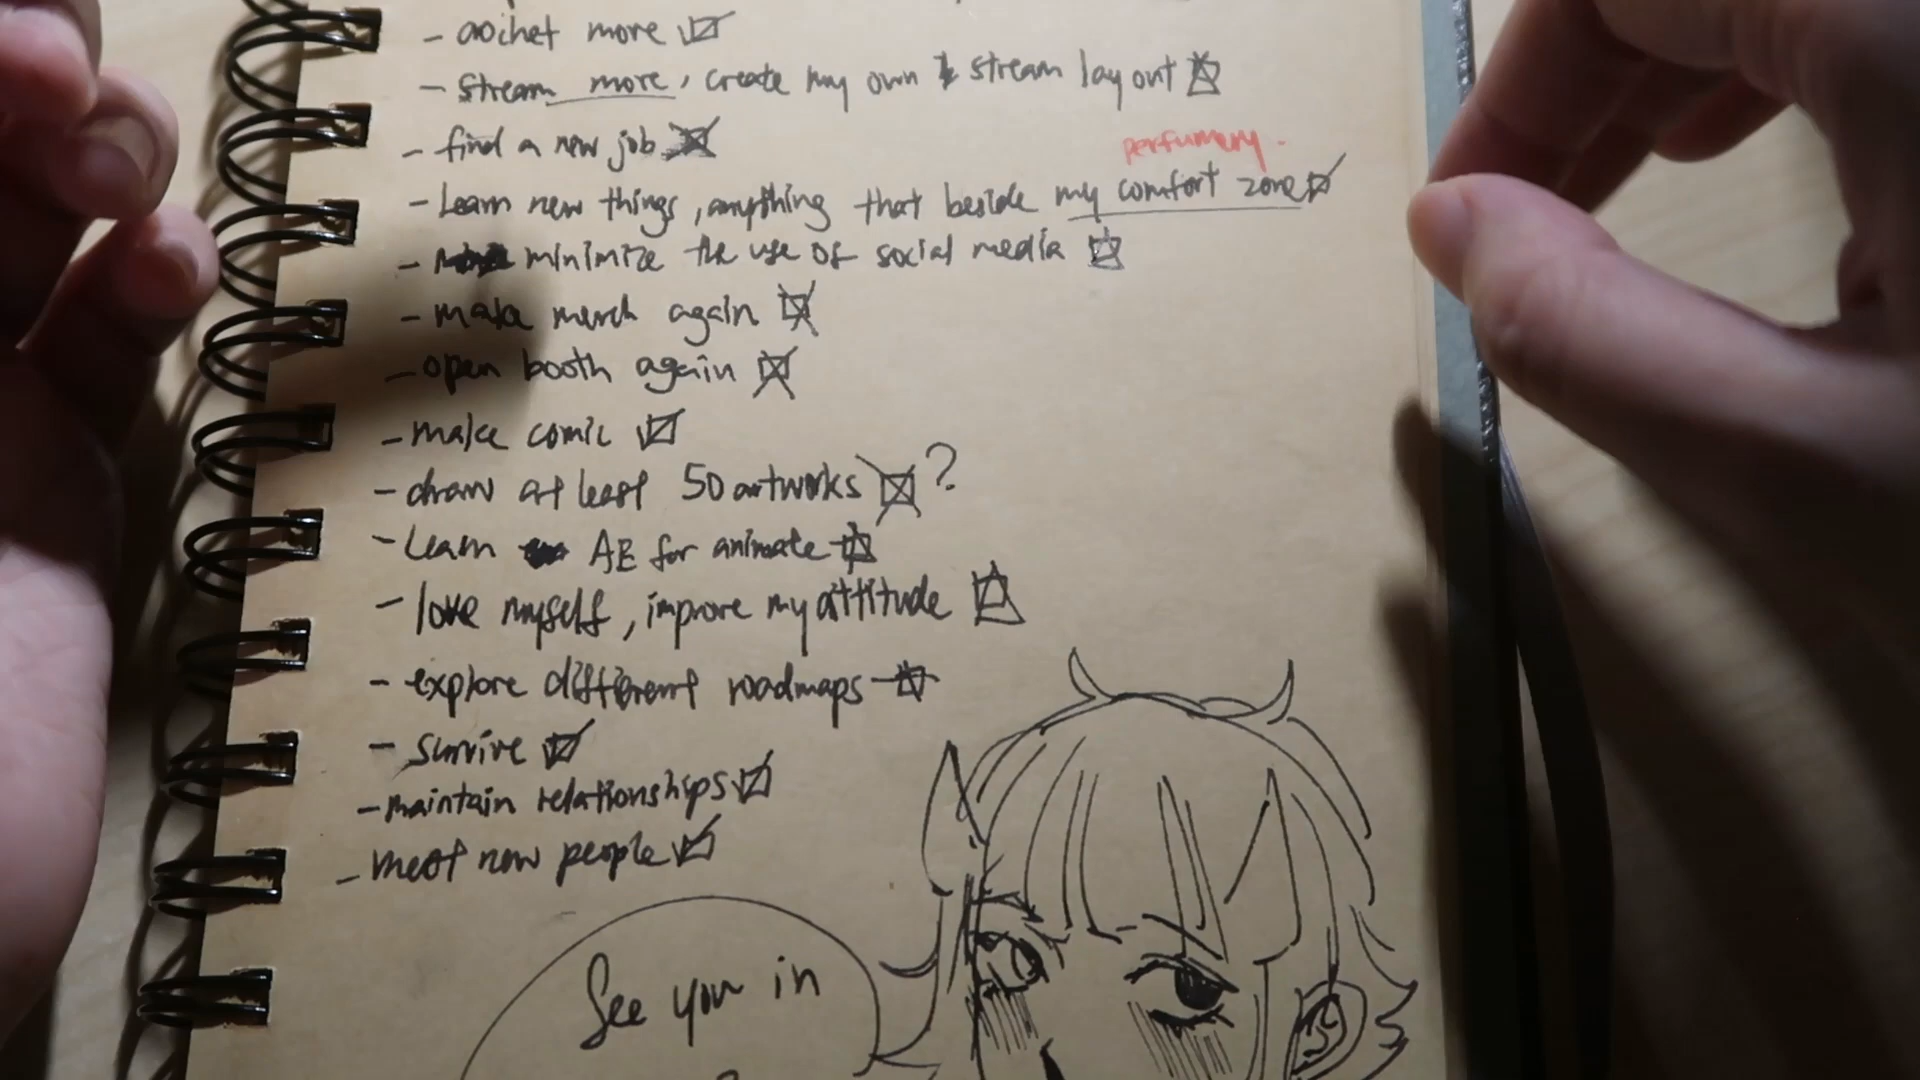 - crochet more
- stream more, create my own stream layout
- find a new job
perfumery.
- Learn new things, anything that beside my comfort zone
- minimize the use of social media
- make merch again
- open booth again
- make comic
- draw at least 50 artworks ?
- Learn AE for animate
- love myself, improve my attitude
- explore different roadmaps
- survive
- maintain relationships
- meet new people
See you in